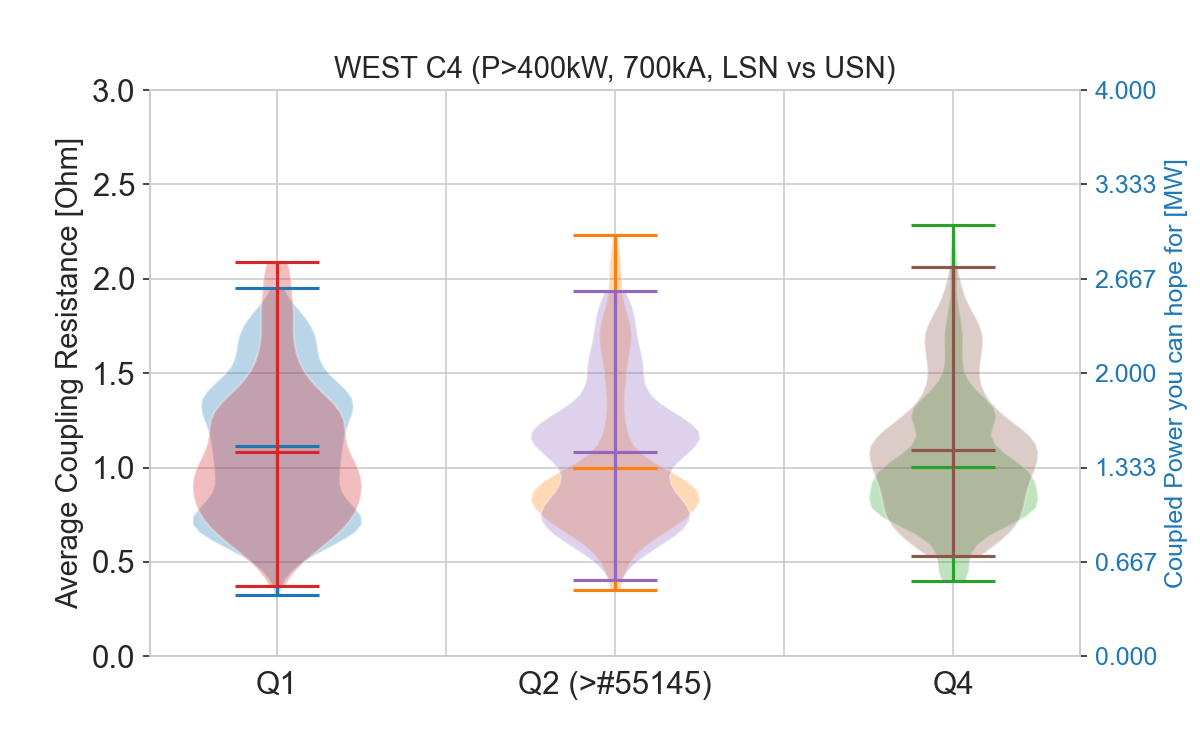 WEST C4 (P>400kW, 700kA, LSN vs USN)
Average Coupling Resistance [Ohm]
3.0
2.5
2.0
1.5
1.0
0.5
0.0
Q1
Q2 (>#55145)
Q4
4.000
3.333
2.667
2.000
1.333
0.667
0.000
Coupled Power you can hope for [MW]